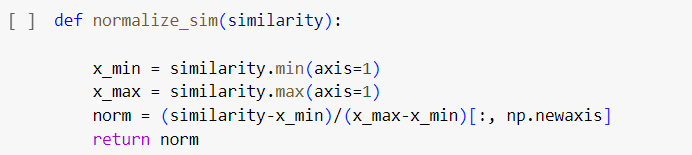 [ ] def normalize_sim(similarity):
x_min = similarity.min(axis=1)
x_max = similarity.max(axis=1)
norm = (similarity-x_min)/(x_max-x_min)[:, np.newaxis]
return norm